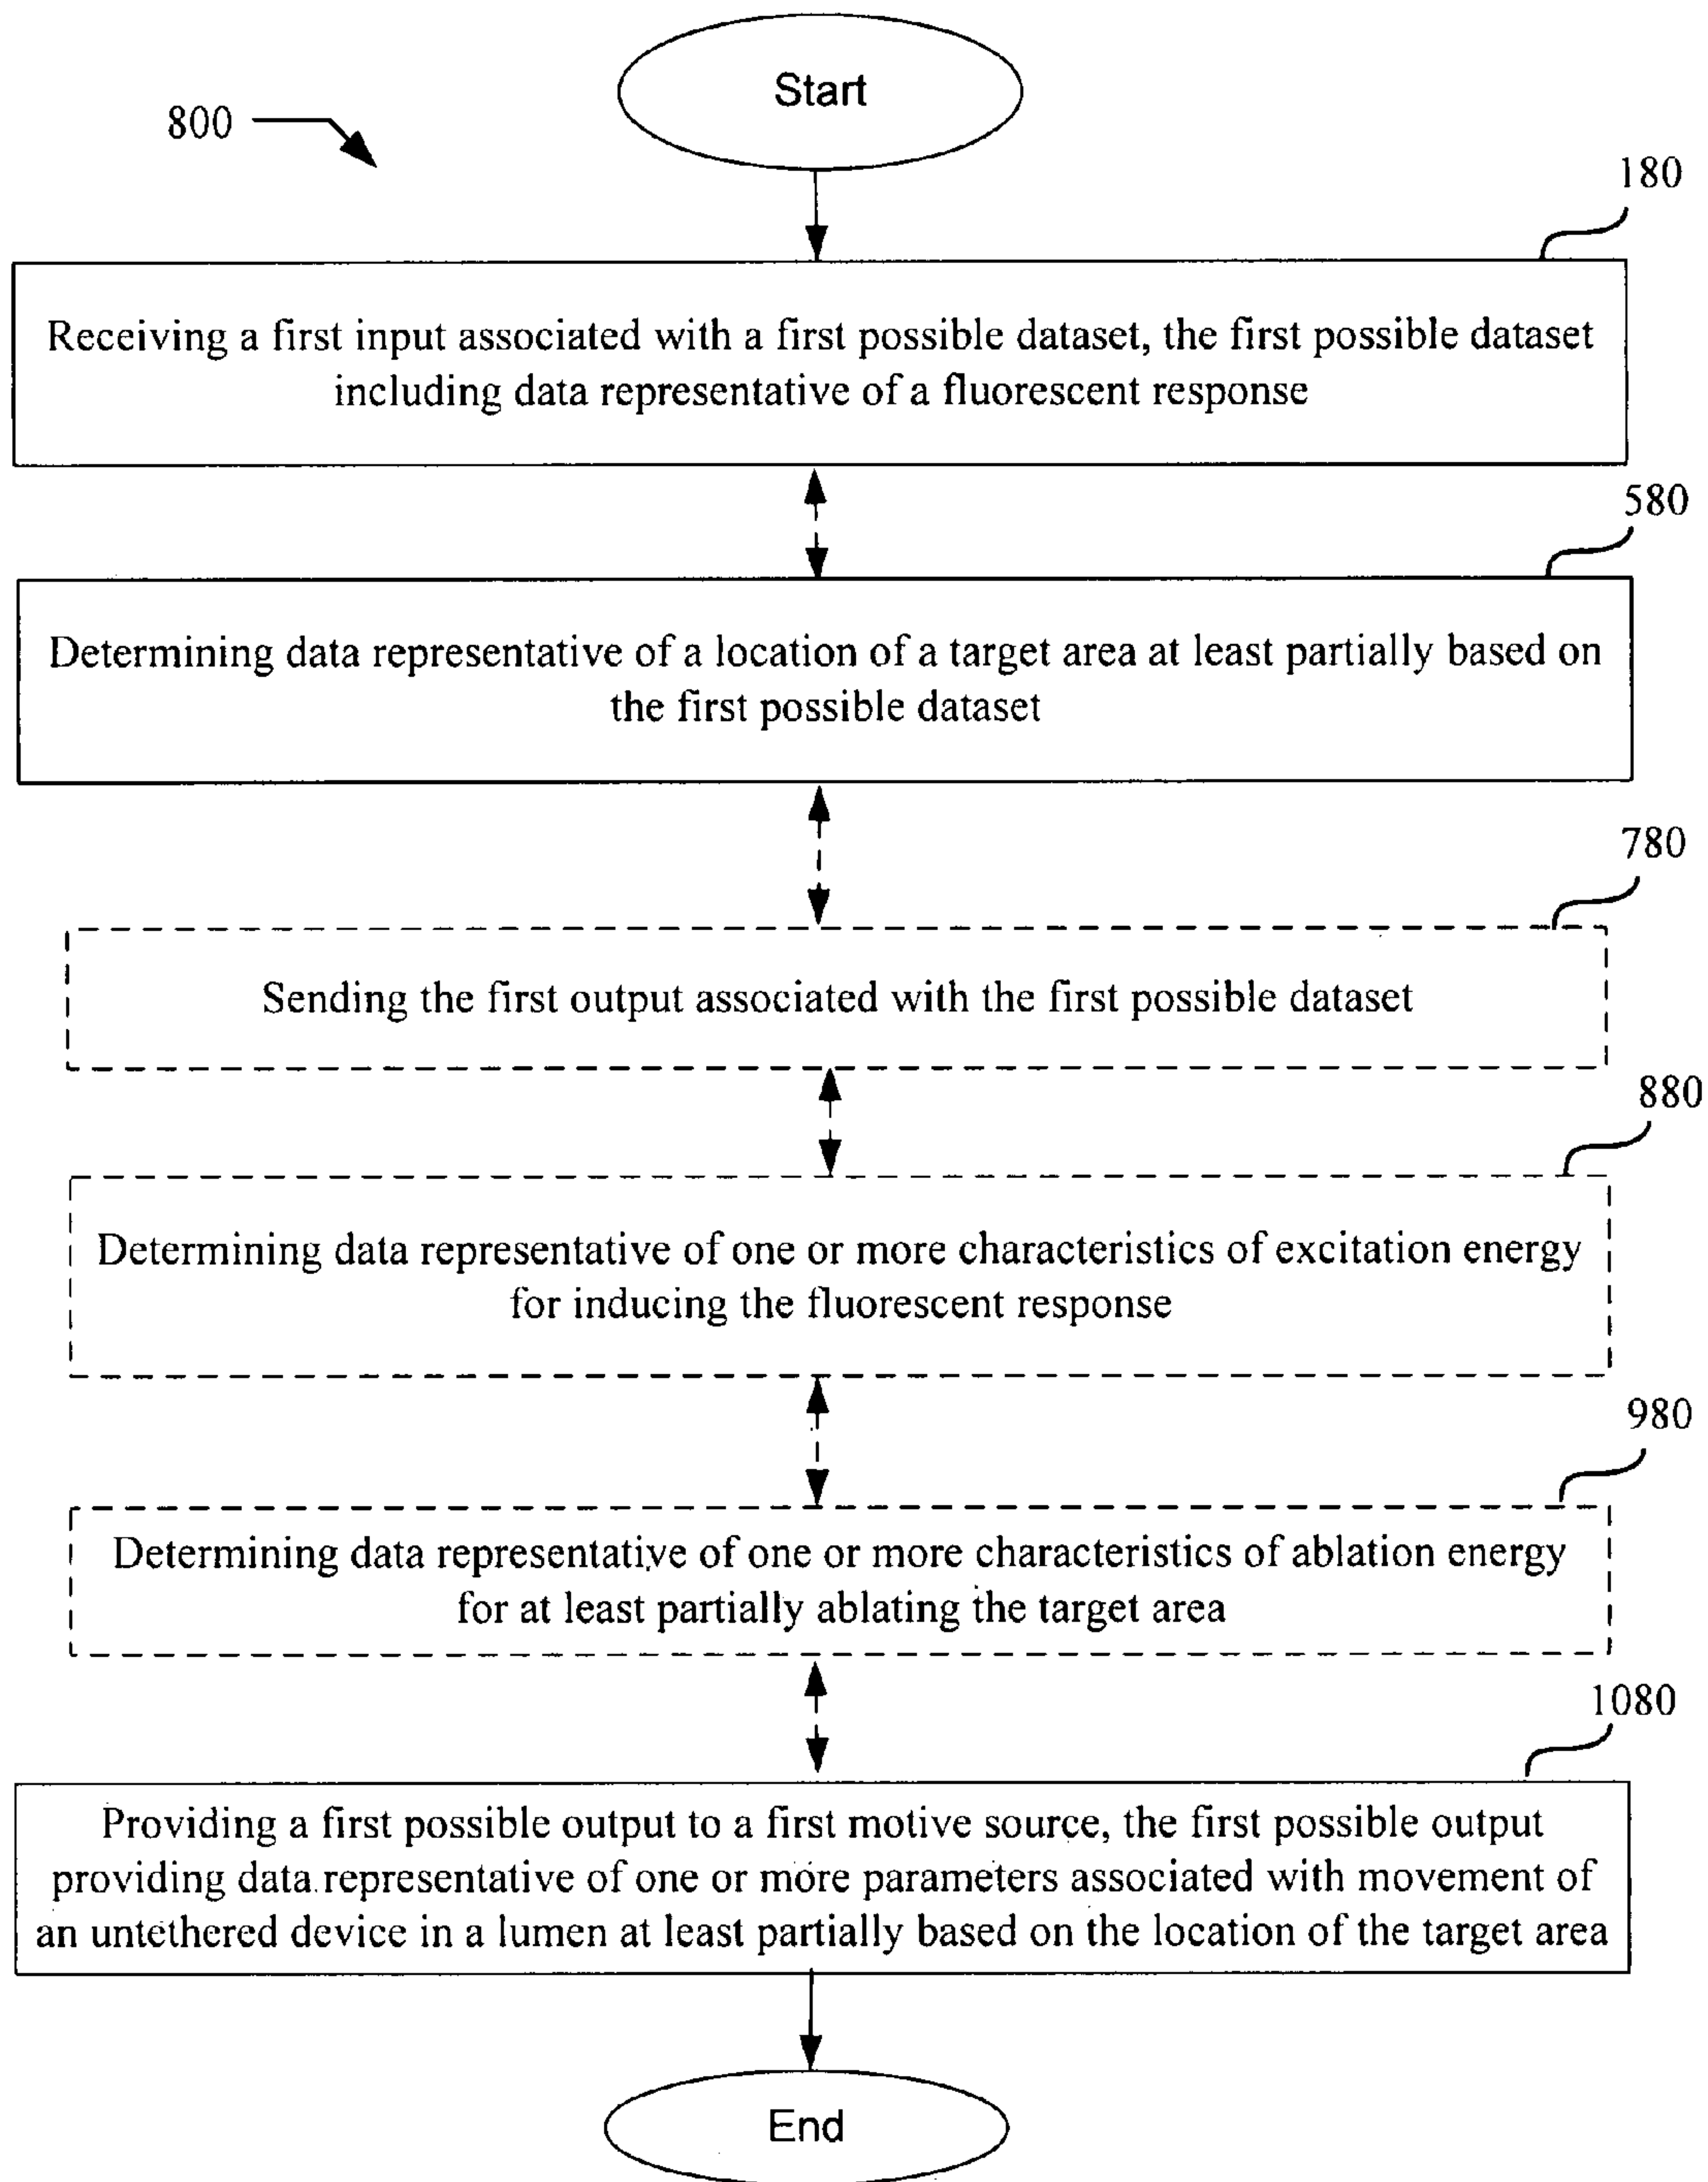 Start
800
180
Receiving a first input associated with a first possible dataset, the first possible dataset
including data representative of a fluorescent response
580
Determining data representative of a location of a target area at least partially based on
the first possible dataset
780
Sending the first output associated with the first possible dataset
880
Determining data representative of one or more characteristics of excitation energy
for inducing the fluorescent response
980
Determining data representative of one or more characteristics of ablation energy
for at least partially ablating the target area
1080
Providing a first possible output to a first motive source, the first possible output
providing data representative of one or more parameters associated with movement of
an untethered device in a lumen at least partially based on the location of the target area
End